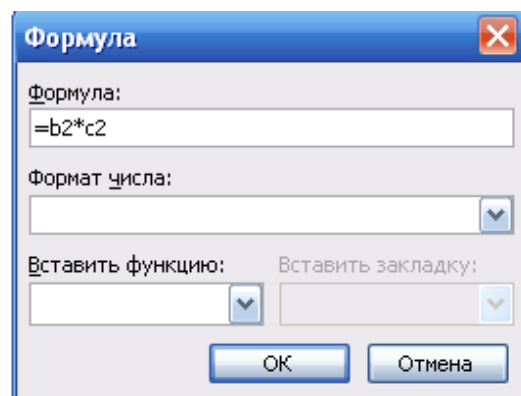 Формула
Формула:
=b2*c2
Формат числа:
Вставить функцию: Вставить закладку:
ОК Отмена